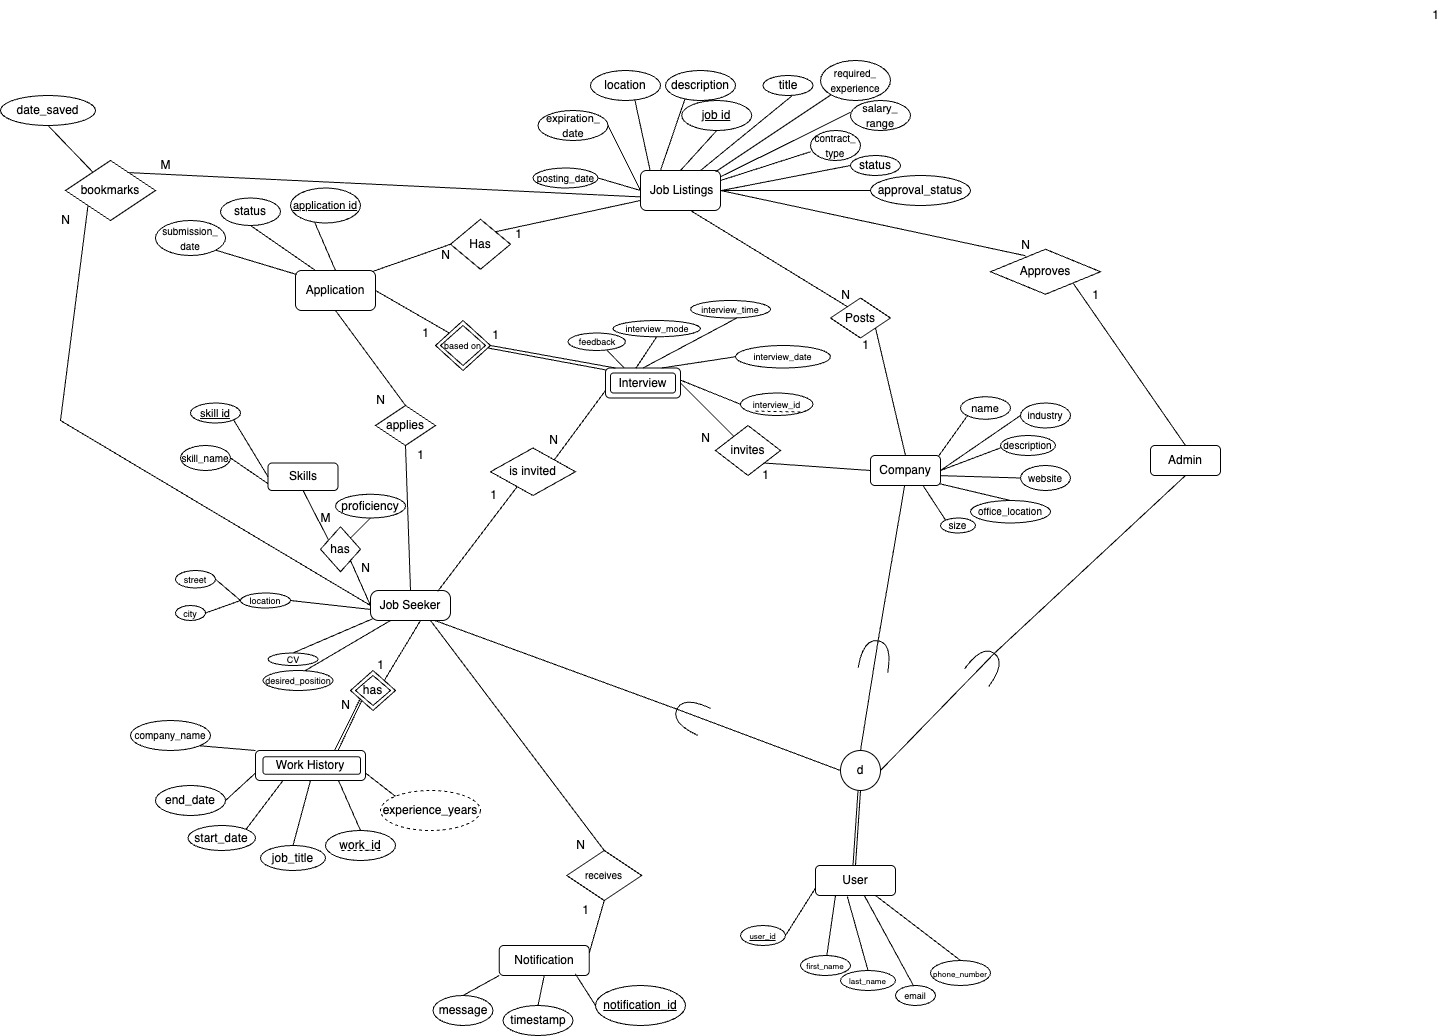 1
location
description
title
required_
experience
date_saved
expiration_
date
job id
salary_
range
contract_
type
M
status
posting_date
bookmarks
Job Listings
approval_status
N
status
application id
submission_
date
Has
1
N
N
Approves
1
Application
N
Posts
1
1
based on
1
interview_time
interview_mode
feedback
interview_date
Interview
interview_id
N
applies
1
skill id
skill_name
Skills
N
is invited
1
N
invites
1
name
industry
description
Company
website
office_location
size
Admin
M
proficiency
has
N
street
location
city
Job Seeker
CV
desired_position
1
has
N
company_name
Work History
end_date
experience_years
start_date
job_title
work_id
d
N
receives
1
User
user_id
first_name
last_name
email
phone_number
Notification
message
timestamp
notification_id